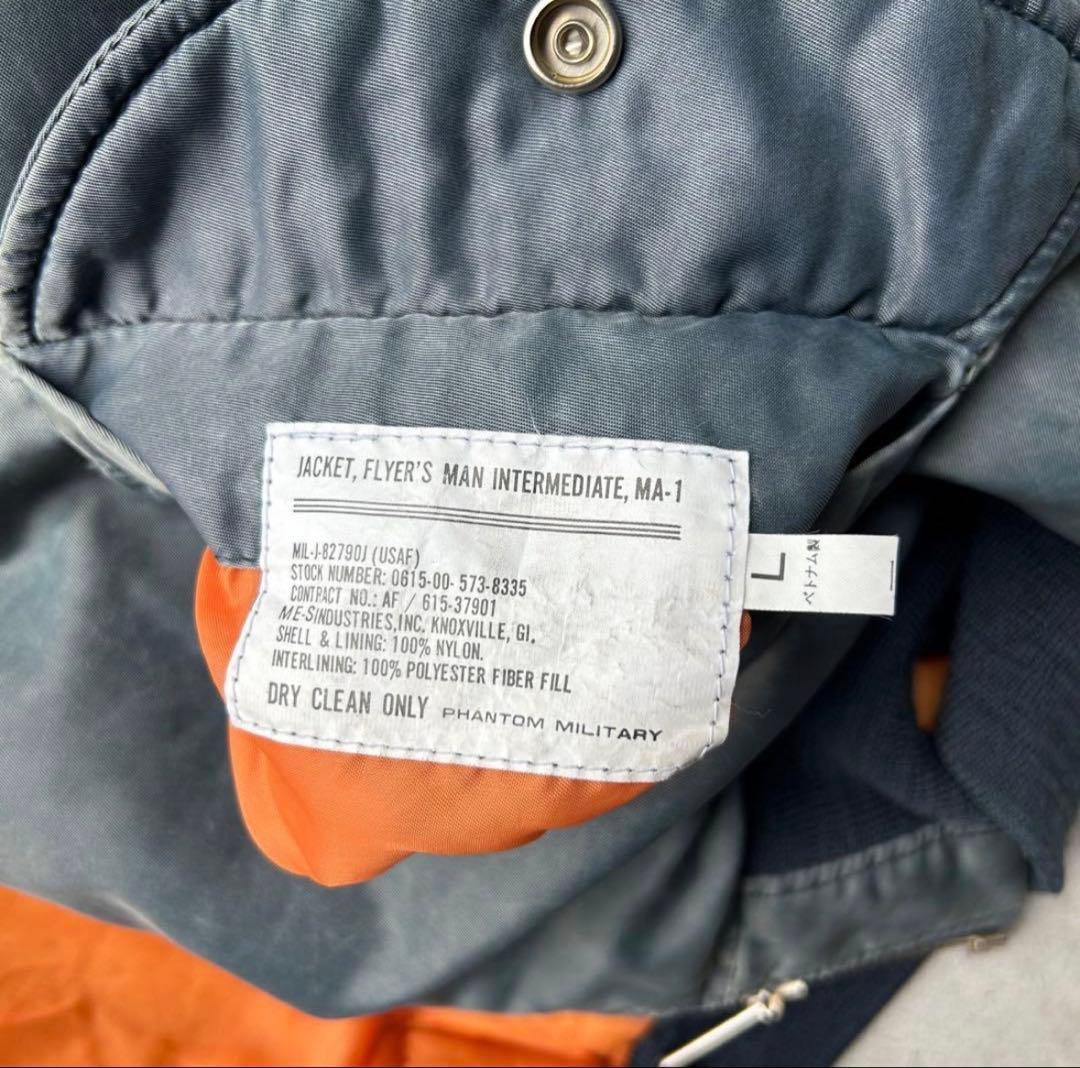 JACKET, FLYER'S MAN INTERMEDIATE, MA-1
MIL-J-82790J (USAF)
STOCK NUMBER: 0615-00- 573-8335
CONTRACT NO.: AF / 615-37901
ME-SINDUSTRIES,INC. KNOXVILLE, GI.
SHELL & LINING: 100% NYLON.
INTERLINING: 100% POLYESTER FIBER FILL
DRY CLEAN ONLY PHANTOM MILITARY
L
ベトナム製